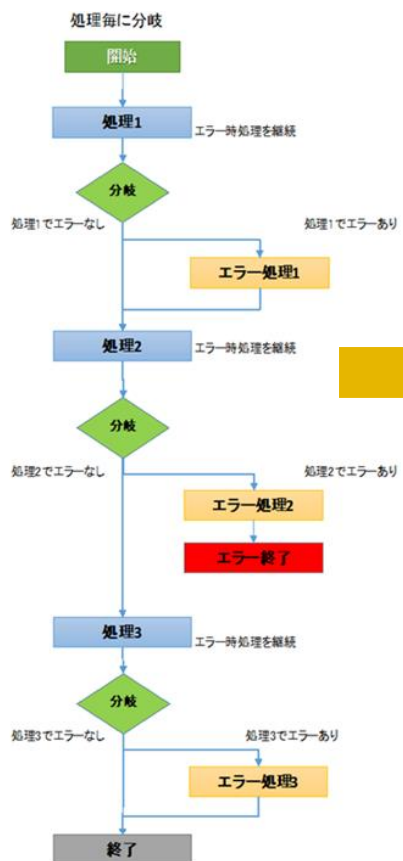 処理毎に分岐
開始
処理1
エラー時処理を継続
分岐
処理1でエラーなし
処理1でエラーあり
エラー処理1
処理2
エラー時処理を継続
分岐
処理2でエラーなし
処理2でエラーあり
エラー処理2
エラー終了
処理3
エラー時処理を継続
分岐
処理3でエラーなし
処理3でエラーあり
エラー処理3
終了